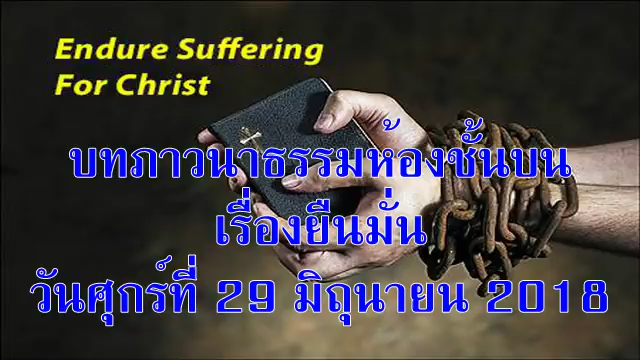 Endure Suffering
For Christ
บทภาวนาธรรมห้องชั้นบน
เรื่องยืนมั่น
วันศุกร์ที่ 29 มิถุนายน 2018